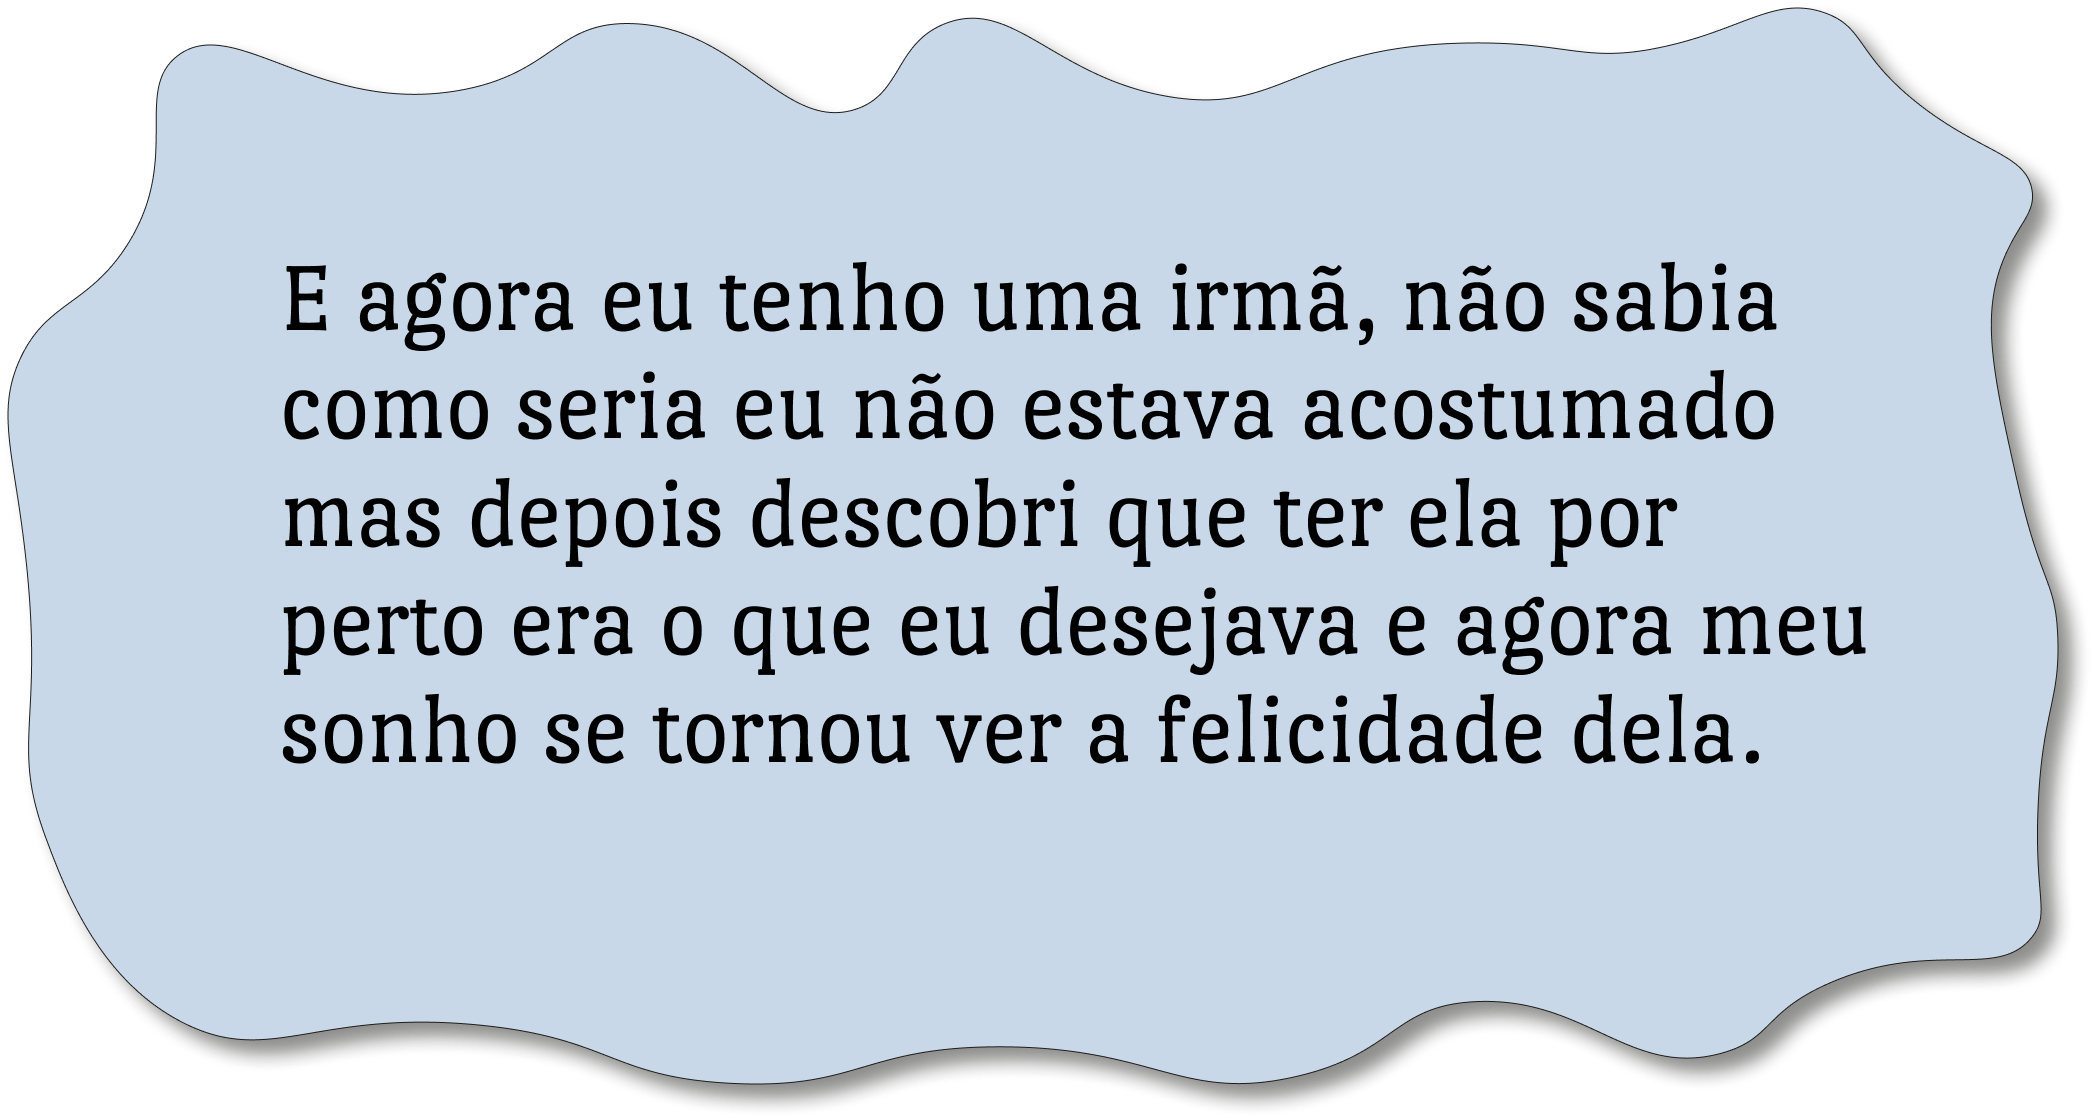 E agora eu tenho uma irmã, não sabia
como seria eu não estava acostumado
mas depois descobri que ter ela por
perto era o que eu desejava e agora meu
sonho se tornou ver a felicidade dela.